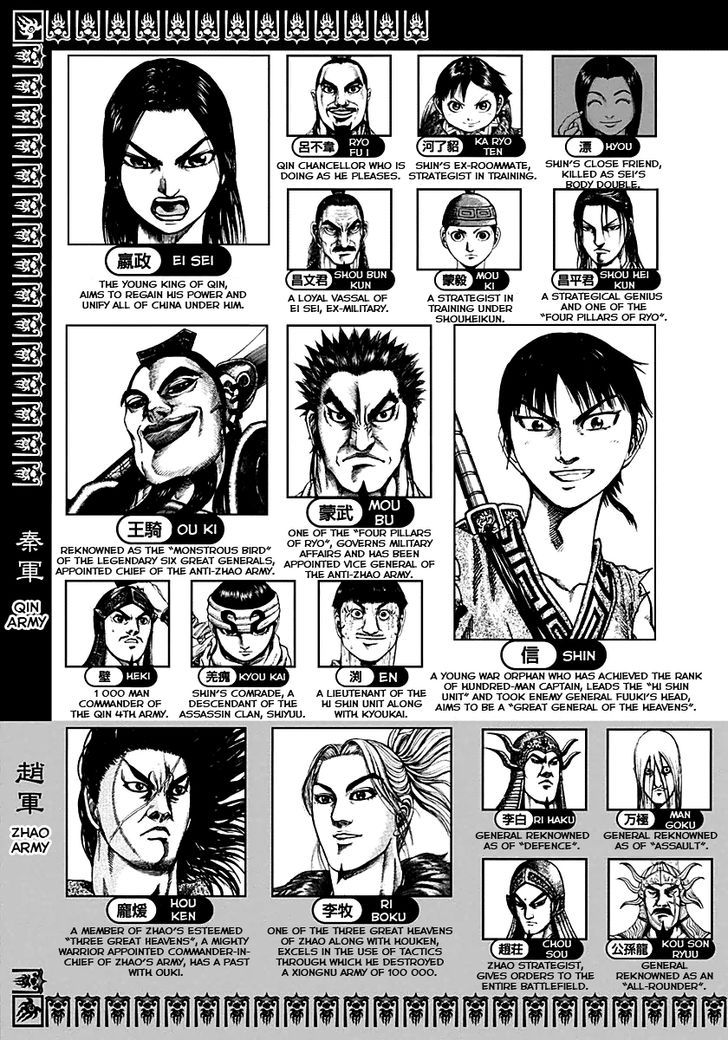 嬴政 EI SEI
THE YOUNG KING OF QIN,
AIMS TO REGAIN HIS POWER AND
UNIFY ALL OF CHINA UNDER HIM.
呂不韋 RYO
FU I
QIN CHANCELLOR WHO IS
DOING AS HE PLEASES.
河了貂 KA RYO
TEN
SHIN'S EX-ROOMMATE,
STRATEGIST IN TRAINING.
漂 HYOU
SHIN'S CLOSE FRIEND,
KILLED AS SEI'S
BODY DOUBLE.
昌文君 SHOU BUN
KUN
A LOYAL VASSAL OF
EI SEI, EX-MILITARY.
蒙毅 MOU
KI
A STRATEGIST IN
TRAINING UNDER
SHOUHEIKUN.
昌平君 SHOU HEI
KUN
A STRATEGICAL GENIUS
AND ONE OF THE
"FOUR PILLARS OF RYO".
王騎 OU KI
REKNOWNED AS THE "MONSTROUS BIRD"
OF THE LEGENDARY SIX GREAT GENERALS,
APPOINTED CHIEF OF THE ANTI-ZHAO ARMY.
蒙武 MOU
BU
ONE OF THE "FOUR PILLARS
OF RYO", GOVERNS MILITARY
AFFAIRS AND HAS BEEN
APPOINTED VICE GENERAL OF
THE ANTI-ZHAO ARMY.
信 SHIN
A YOUNG WAR ORPHAN WHO HAS ACHIEVED THE RANK
OF HUNDRED-MAN CAPTAIN, LEADS THE "HI SHIN
UNIT" AND TOOK ENEMY GENERAL FUUKI'S HEAD,
AIMS TO BE A "GREAT GENERAL OF THE HEAVENS".
秦軍
QIN
ARMY
壁 HEKI
1 000 MAN
COMMANDER OF
THE QIN 4TH ARMY.
羌瘣 KYOU KAI
SHIN'S COMRADE, A
DESCENDANT OF THE
ASSASSIN CLAN, SHIYUU.
渕 EN
A LIEUTENANT OF THE
HI SHIN UNIT ALONG
WITH KYOUKAI.
趙軍
ZHAO
ARMY
龐煖 HOU
KEN
A MEMBER OF ZHAO'S ESTEEMED
"THREE GREAT HEAVENS", A MIGHTY
WARRIOR APPOINTED COMMANDER-IN-
CHIEF OF ZHAO'S ARMY, HAS A PAST
WITH OUKI.
李牧 RI
BOKU
ONE OF THE THREE GREAT HEAVENS
OF ZHAO ALONG WITH HOUKEN,
EXCELS IN THE USE OF TACTICS
THROUGH WHICH HE DESTROYED
A XIONGNU ARMY OF 100 000.
李白 RI HAKU
GENERAL REKNOWNED
AS OF "DEFENCE".
万極 MAN
GOKU
GENERAL REKNOWNED
AS OF "ASSAULT".
趙荘 CHOU
SOU
ZHAO STRATEGIST,
GIVES ORDERS TO THE
ENTIRE BATTLEFIELD.
公孫龍 KOU SON
RYUU
GENERAL
REKNOWNED AS AN
"ALL-ROUNDER".